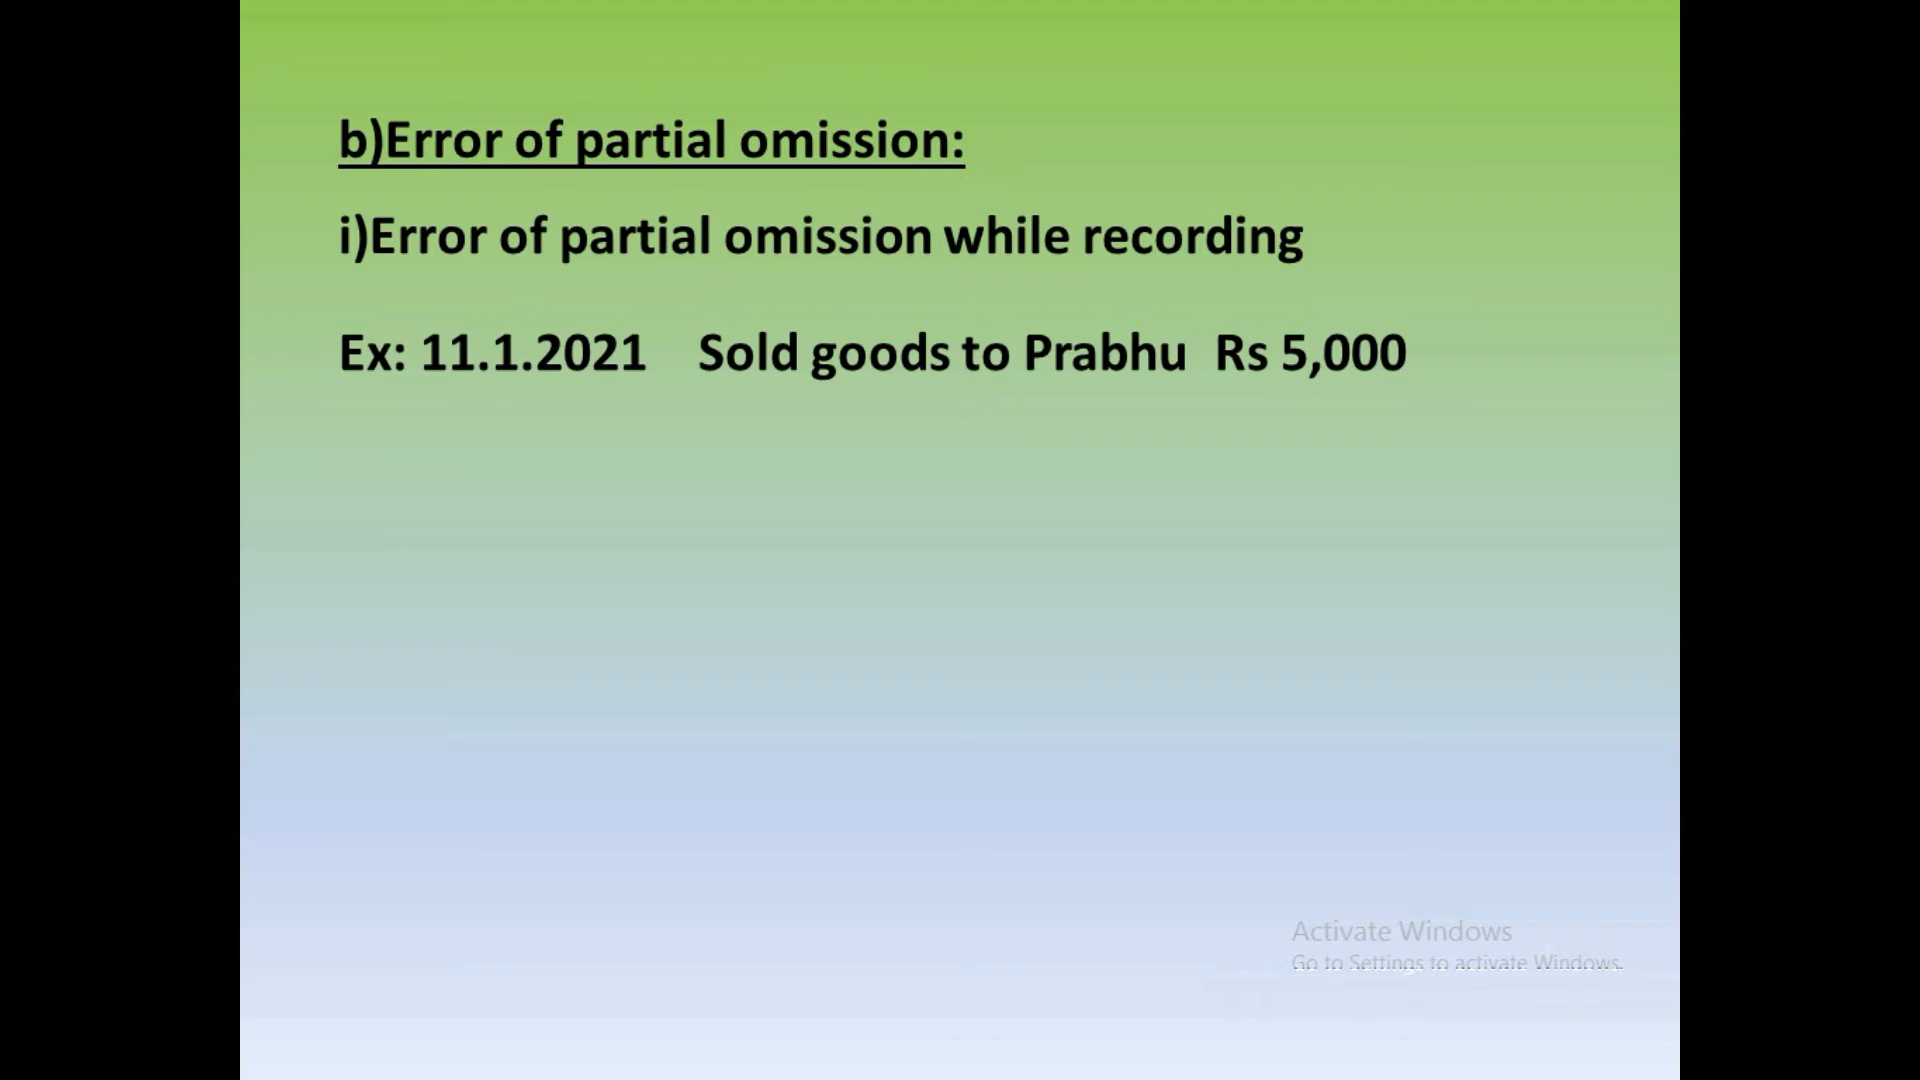 b)Error of partial omission:
i)Error of partial omission while recording
Ex: 11.1.2021 Sold goods to Prabhu Rs 5,000
Activate Windows
Go to Settings to activate Windows.